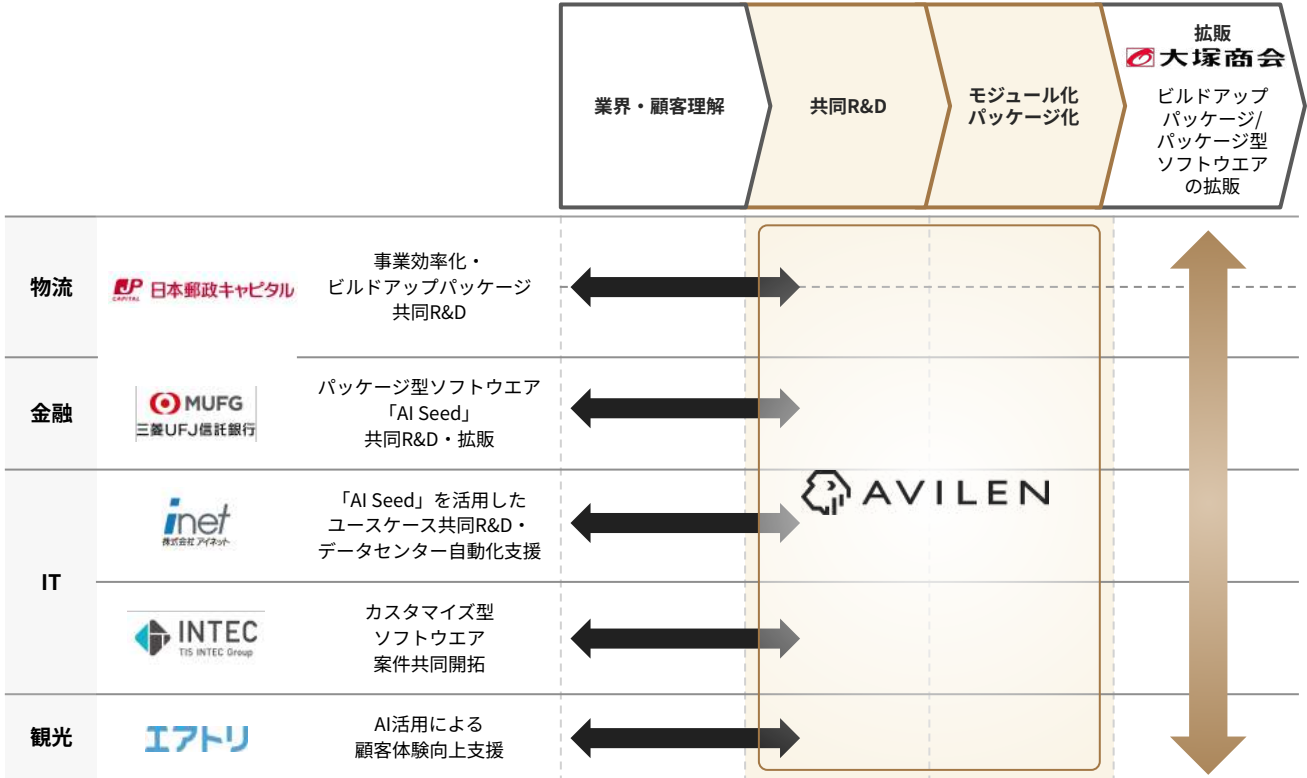 業界・顧客理解
共同R&D
モジュール化
パッケージ化
拡販
大塚商会
ビルドアップ
パッケージ/
パッケージ型
ソフトウエア
の拡販
物流
JP
CAPITAL
日本郵政キャピタル
事業効率化・
ビルドアップパッケージ
共同R&D
金融
MUFG
三菱UFJ信託銀行
パッケージ型ソフトウエア
「AI Seed」
共同R&D・拡販
IT
inet
株式会社 アイネット
「AI Seed」を活用した
ユースケース共同R&D・
データセンター自動化支援
AVILEN
INTEC
TIS INTEC Group
カスタマイズ型
ソフトウエア
案件共同開拓
観光
エアトリ
AI活用による
顧客体験向上支援